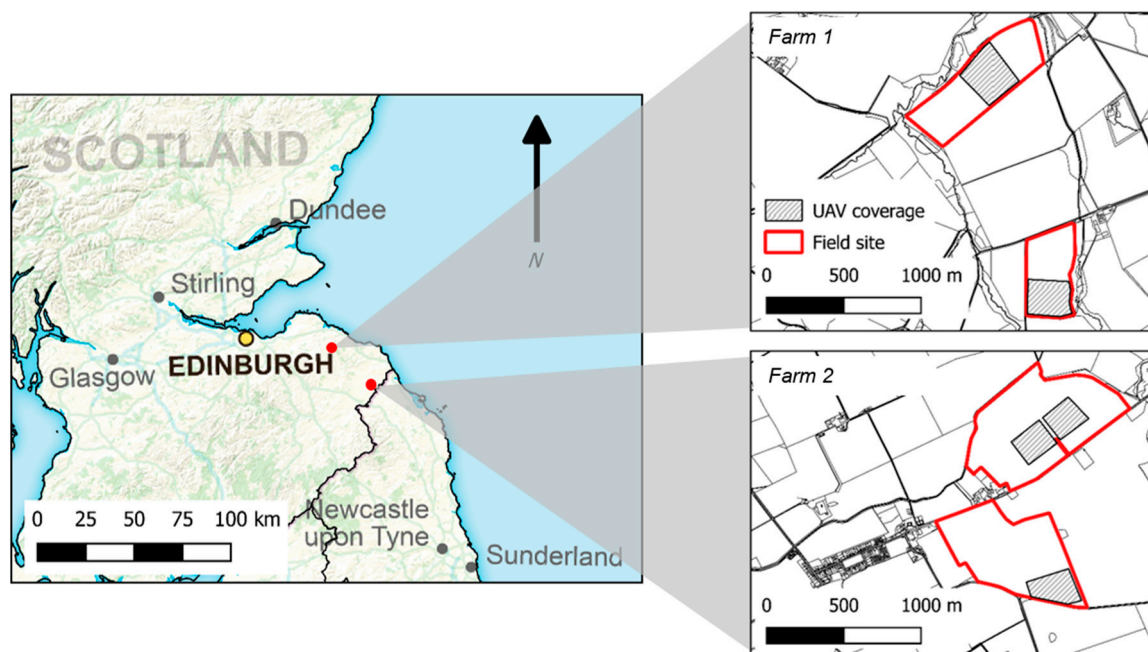 SCOTLAND
Dundee
N
Stirling
EDINBURGH
Glasgow
0 25 50 75 100 km
Newcastle
upon Tyne
Sunderland
Farm 1
UAV coverage
Field site
0 500 1000 m
Farm 2
0 500 1000 m